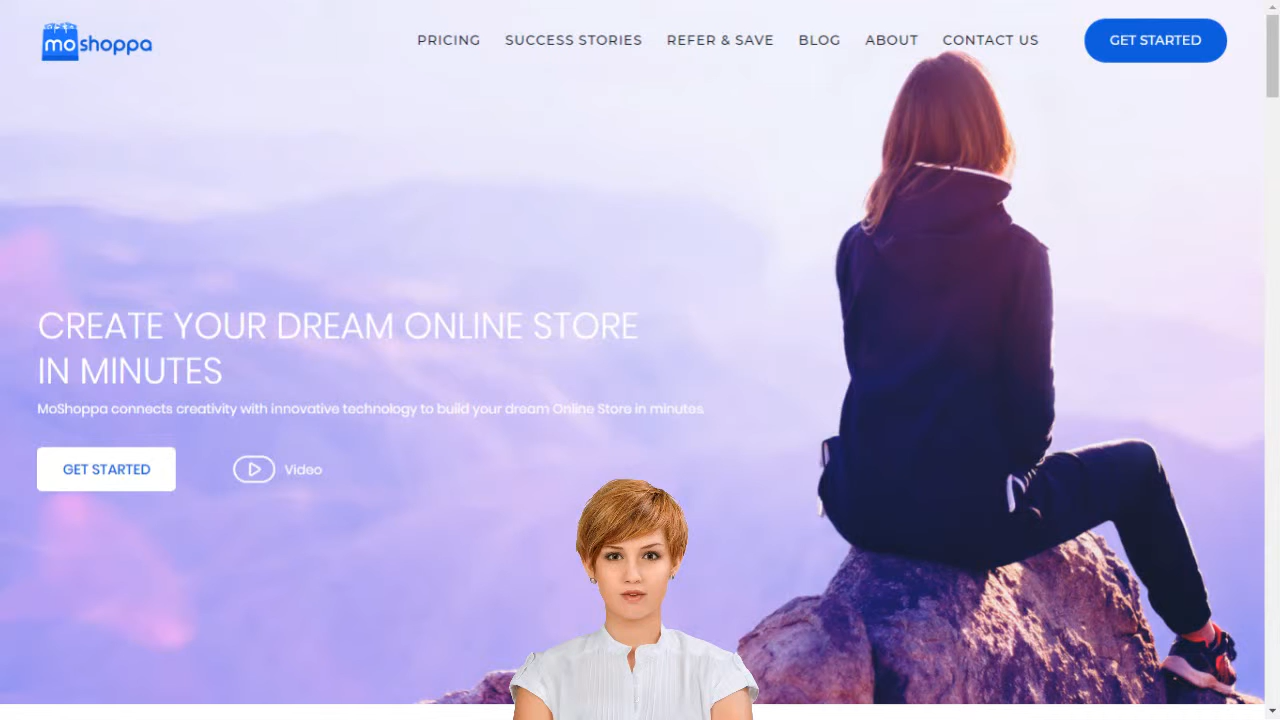 moshoppa
PRICING SUCCESS STORIES REFER & SAVE BLOG ABOUT CONTACT US GET STARTED
CREATE YOUR DREAM ONLINE STORE
IN MINUTES
MoShoppa connects creativity with innovative technology to build your dream Online Store in minutes.
GET STARTED Video